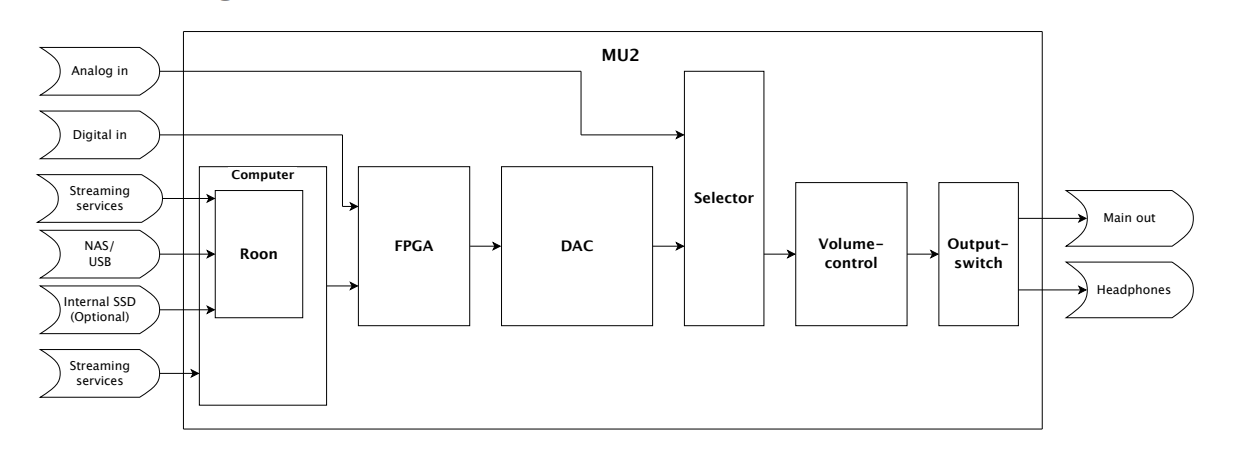 MU2
Analog in
Digital in
Streaming
services
NAS/
USB
Internal SSD
(Optional)
Streaming
services
Computer
Roon
FPGA
DAC
Selector
Volume-
control
Output-
switch
Main out
Headphones